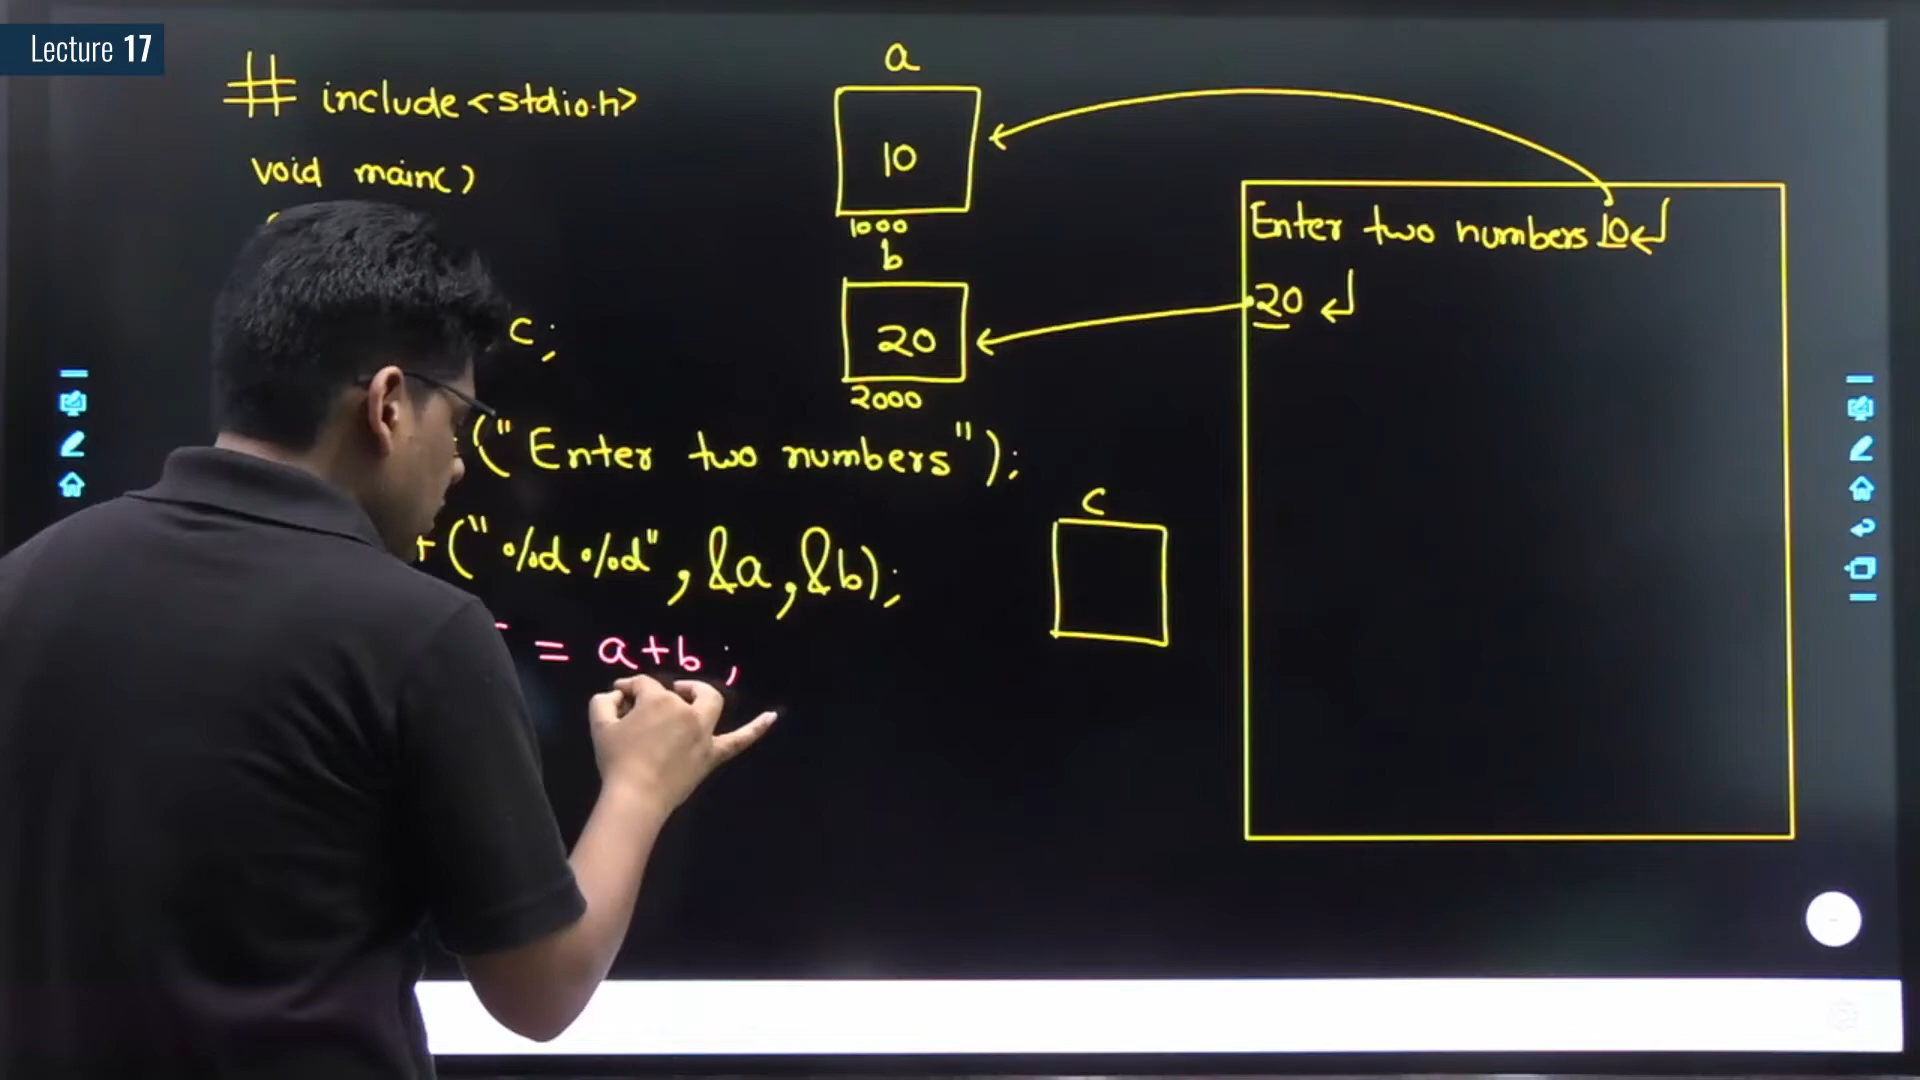 Lecture 17
# include <stdio.h>
void main()
c;
("Enter two numbers");
("%d %d", &a, &b);
= a+b;
a
10
1000
b
20
2000
c
Enter two numbers 10
20